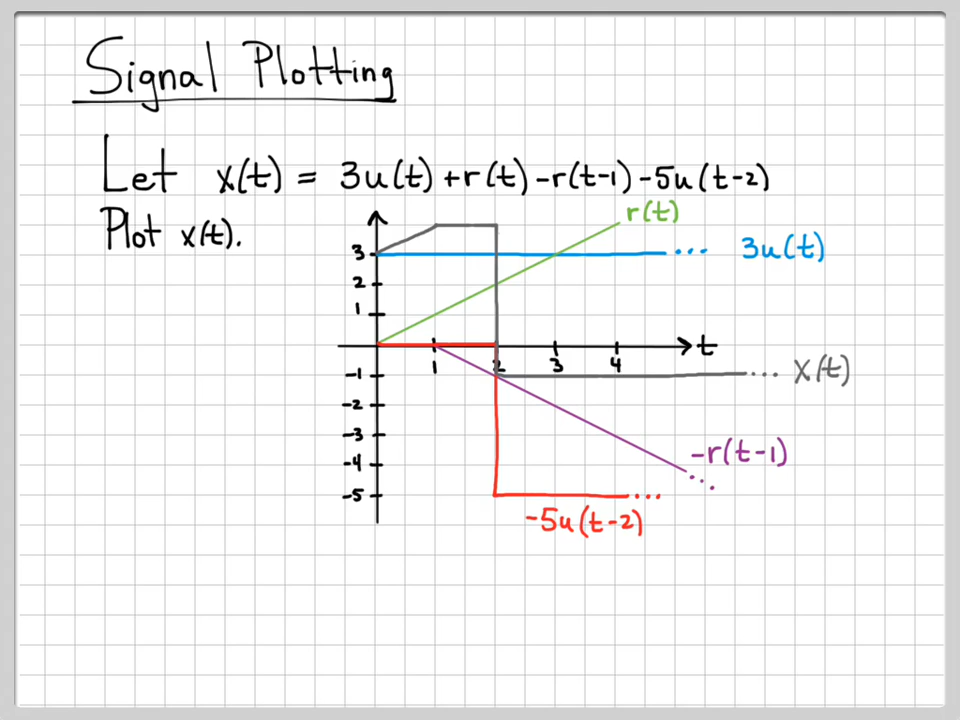 Signal Plotting
Let x(t) = 3u(t) + r(t) - r(t-1) - 5u(t-2)
Plot x(t).
r(t)
3u(t)
3
2
1
t
1
2
3
4
x(t)
-1
-2
-3
-4
-5
-r(t-1)
-5u(t-2)